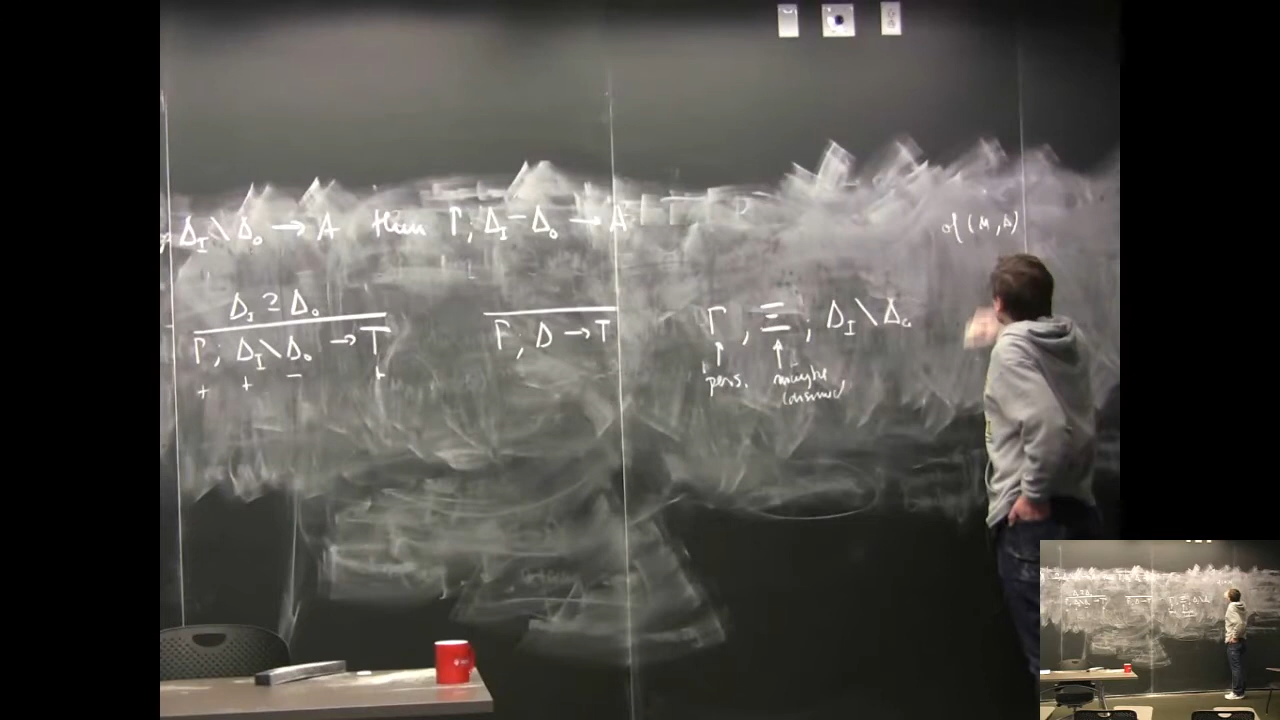 Δ_I \ Δ_o → A then Γ; Δ_I − Δ_o → A
of (M, A)
Δ_I ⊇ Δ_o
Γ; Δ_I \ Δ_o → T
+ + − +
Γ; Δ → T
Γ, Ξ; Δ_I \ Δ_o
↑ ↑
pers. maybe
consumed